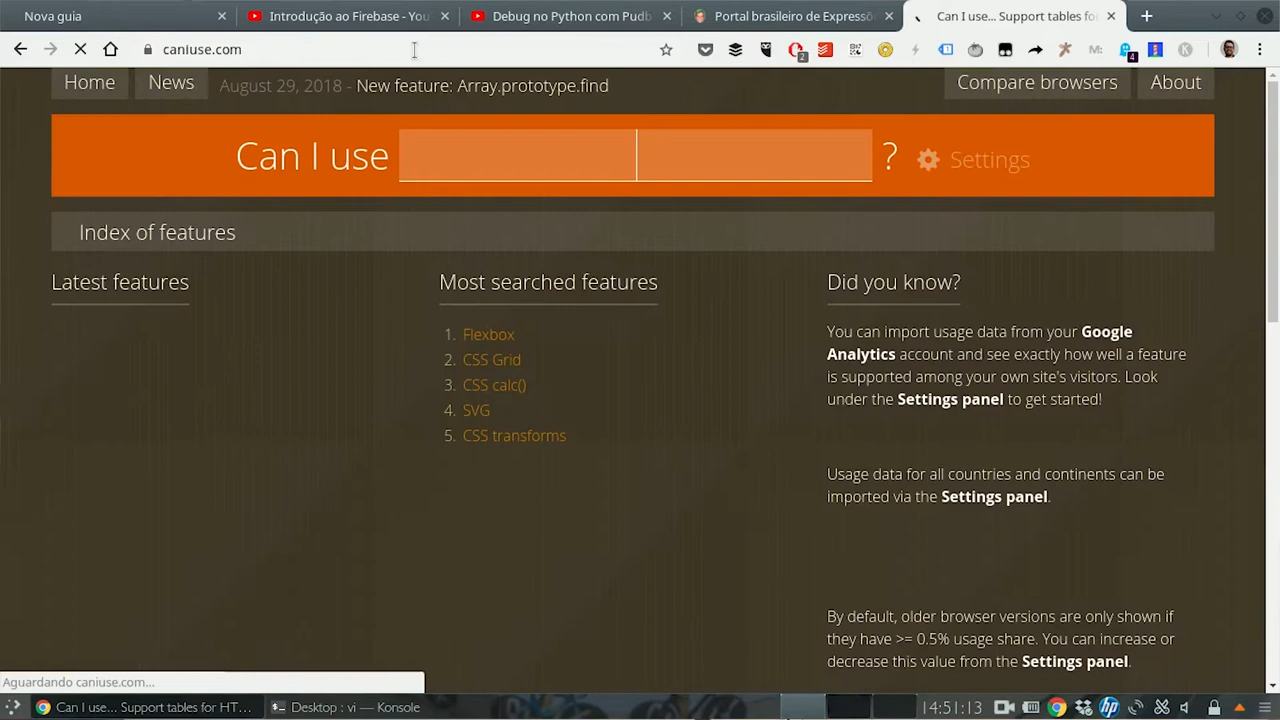 Nova guia
Introdução ao Firebase - You
Debug no Python com Pudb
Portal brasileiro de Expressõe
Can I use... Support tables for
caniuse.com
2
M:
4
Home
News
August 29, 2018 - New feature: Array.prototype.find
Compare browsers
About
Can I use
?
Settings
Index of features
Latest features
Most searched features
1. Flexbox
2. CSS Grid
3. CSS calc()
4. SVG
5. CSS transforms
Did you know?
You can import usage data from your Google
Analytics account and see exactly how well a feature
is supported among your own site's visitors. Look
under the Settings panel to get started!
Usage data for all countries and continents can be
imported via the Settings panel.
By default, older browser versions are only shown if
they have >= 0.5% usage share. You can increase or
decrease this value from the Settings panel.
Aguardando caniuse.com...
Can I use... Support tables for HT...
Desktop : vi — Konsole
14:51:13
hp